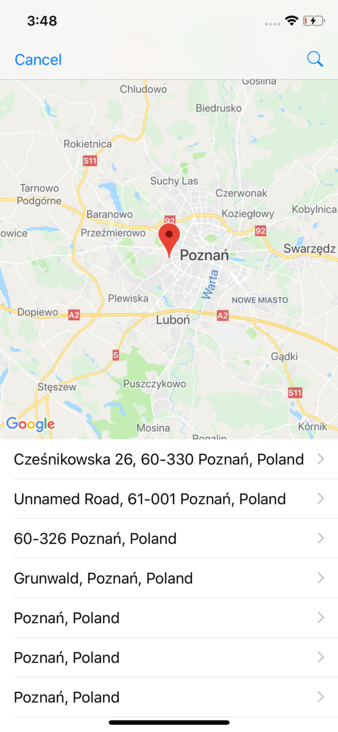 3:48
Cancel
Goślina
Chludowo
Biedrusko
Rokietnica
S11
Suchy Las
Tarnowo
Podgórne
Czerwonak
Kobylnica
Baranowo
92
Koziegłowy
owice
Przeźmierowo
92
Poznań
Swarzędz
Warta
Plewiska
NOWE MIASTO
Dopiewo
A2
Luboń
A2
5
Gądki
Stęszew
Puszczykowo
S11
Google
Mosina
Kórnik
Rogalin
Cześnikowska 26, 60-330 Poznań, Poland
Unnamed Road, 61-001 Poznań, Poland
60-326 Poznań, Poland
Grunwald, Poznań, Poland
Poznań, Poland
Poznań, Poland
Poznań, Poland